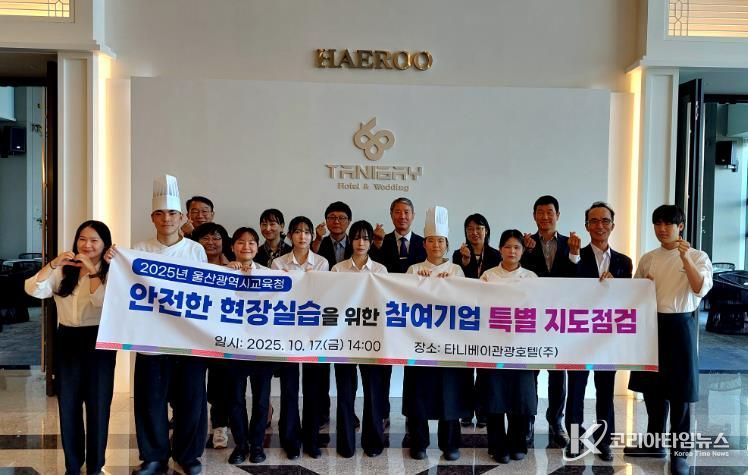 HAEROO
TANIBAY
Hotel & Wedding
2025년 울산광역시교육청
안전한 현장실습을 위한 참여기업 특별 지도점검
일시: 2025. 10. 17.(금) 14:00 장소: 타니베이관광호텔(주)
코리아타임뉴스
Korea Time News